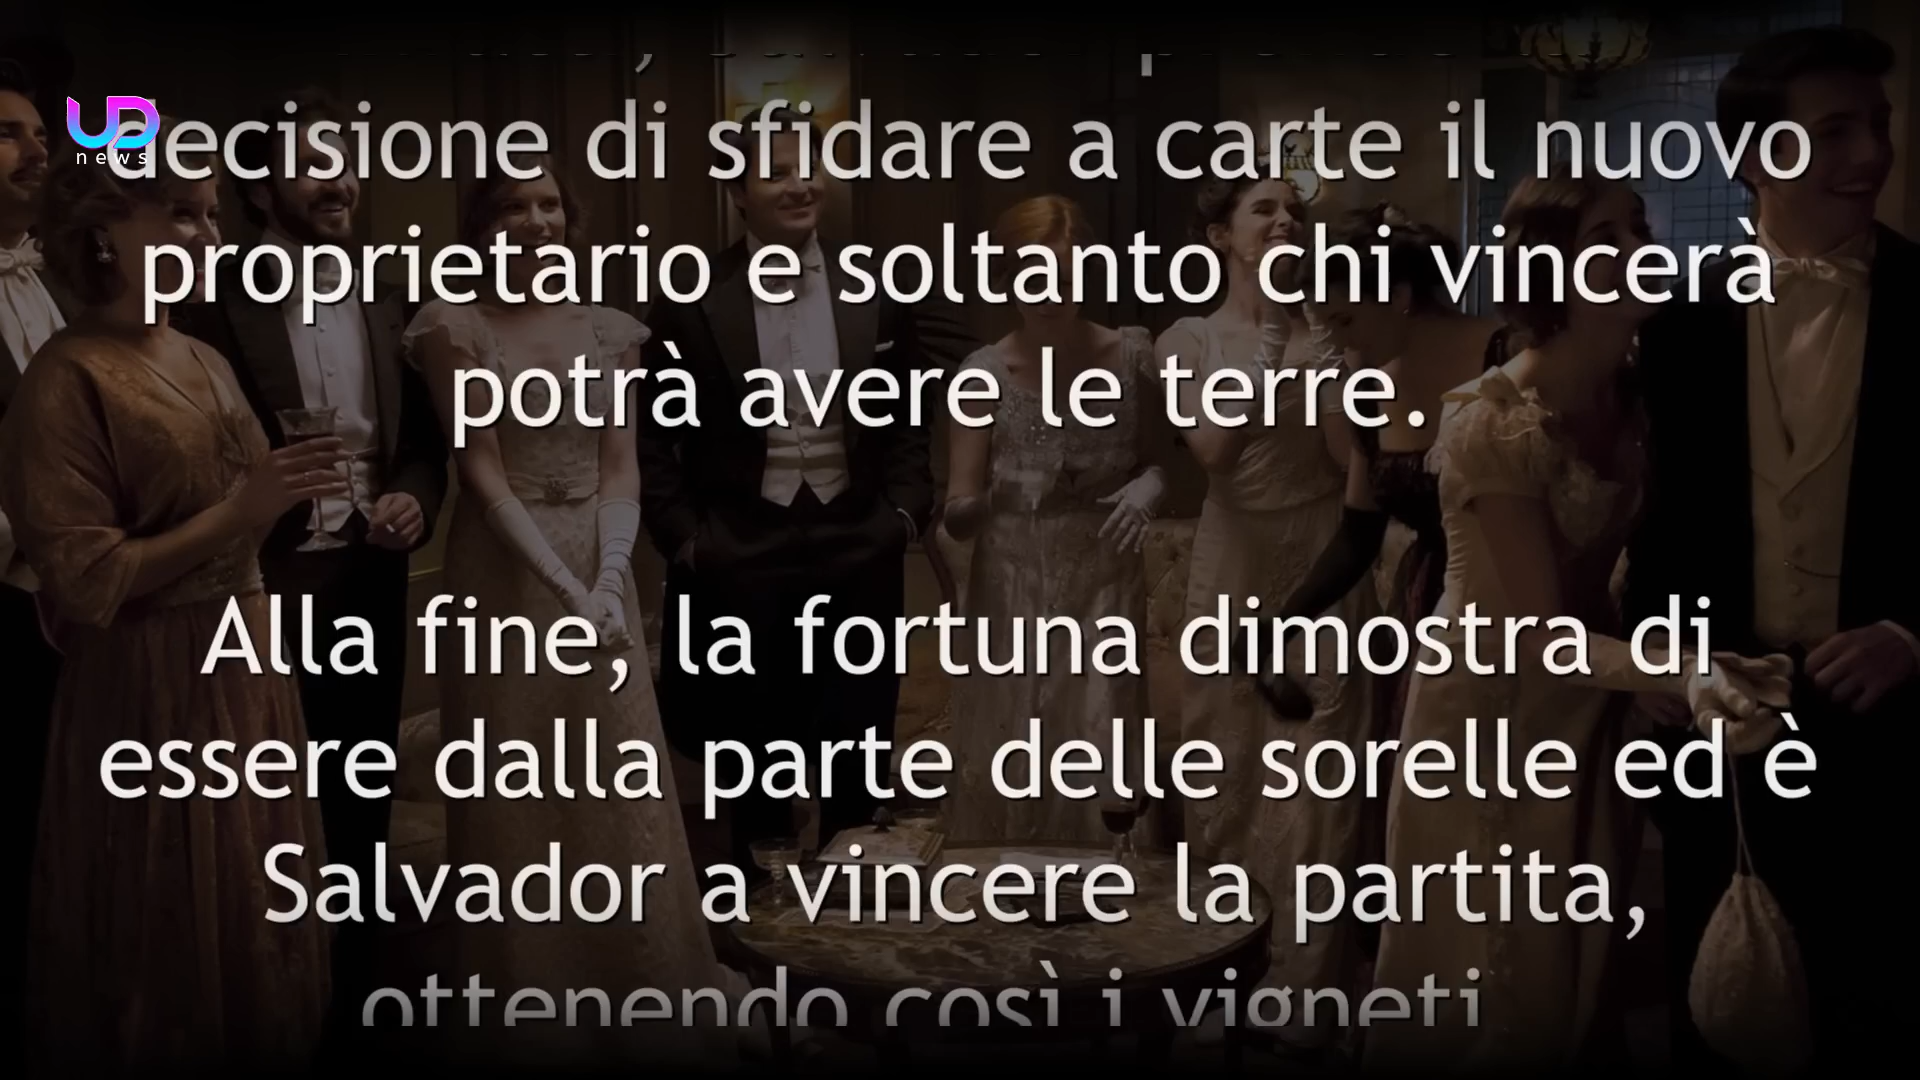 UD
news
decisione di sfidare a carte il nuovo
proprietario e soltanto chi vincerà
potrà avere le terre.
Alla fine, la fortuna dimostra di
essere dalla parte delle sorelle ed è
Salvador a vincere la partita,
ottenendo così i vigneti